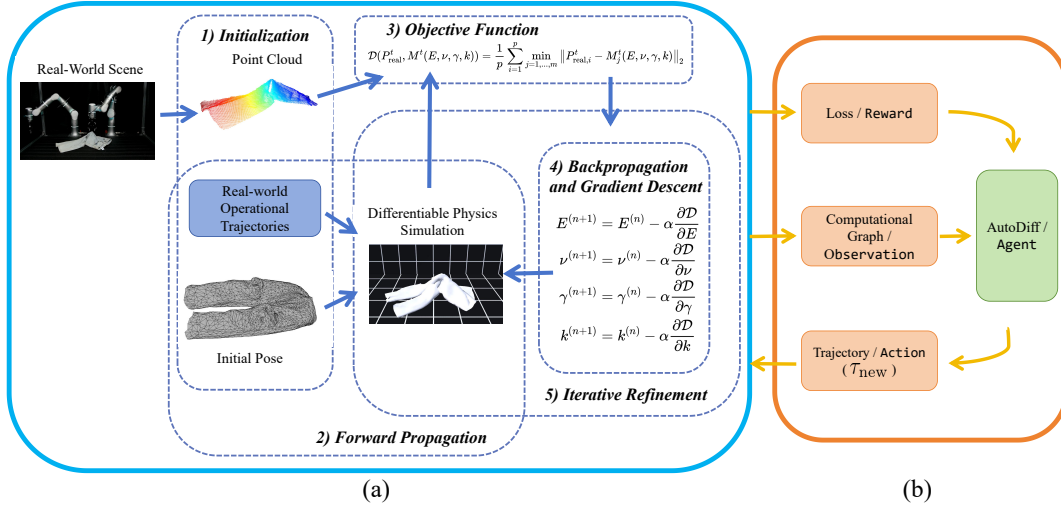 1) Initialization
Point Cloud
Real-World Scene
3) Objective Function
\mathcal{D}(P^t_{\text{real}}, M^t(E, \nu, \gamma, k)) = \frac{1}{p} \sum_{i=1}^{p} \min_{j=1,\ldots,m} \left\| P^t_{\text{real},i} - M^t_j(E, \nu, \gamma, k) \right\|_2
Real-world
Operational
Trajectories
Initial Pose
Differentiable Physics
Simulation
4) Backpropagation
and Gradient Descent
E^{(n+1)} = E^{(n)} - \alpha \frac{\partial \mathcal{D}}{\partial E}
\nu^{(n+1)} = \nu^{(n)} - \alpha \frac{\partial \mathcal{D}}{\partial \nu}
\gamma^{(n+1)} = \gamma^{(n)} - \alpha \frac{\partial \mathcal{D}}{\partial \gamma}
k^{(n+1)} = k^{(n)} - \alpha \frac{\partial \mathcal{D}}{\partial k}
5) Iterative Refinement
2) Forward Propagation
(a)
Loss / Reward
Computational
Graph /
Observation
AutoDiff /
Agent
Trajectory / Action
( \mathcal{T}_{\text{new}} )
(b)